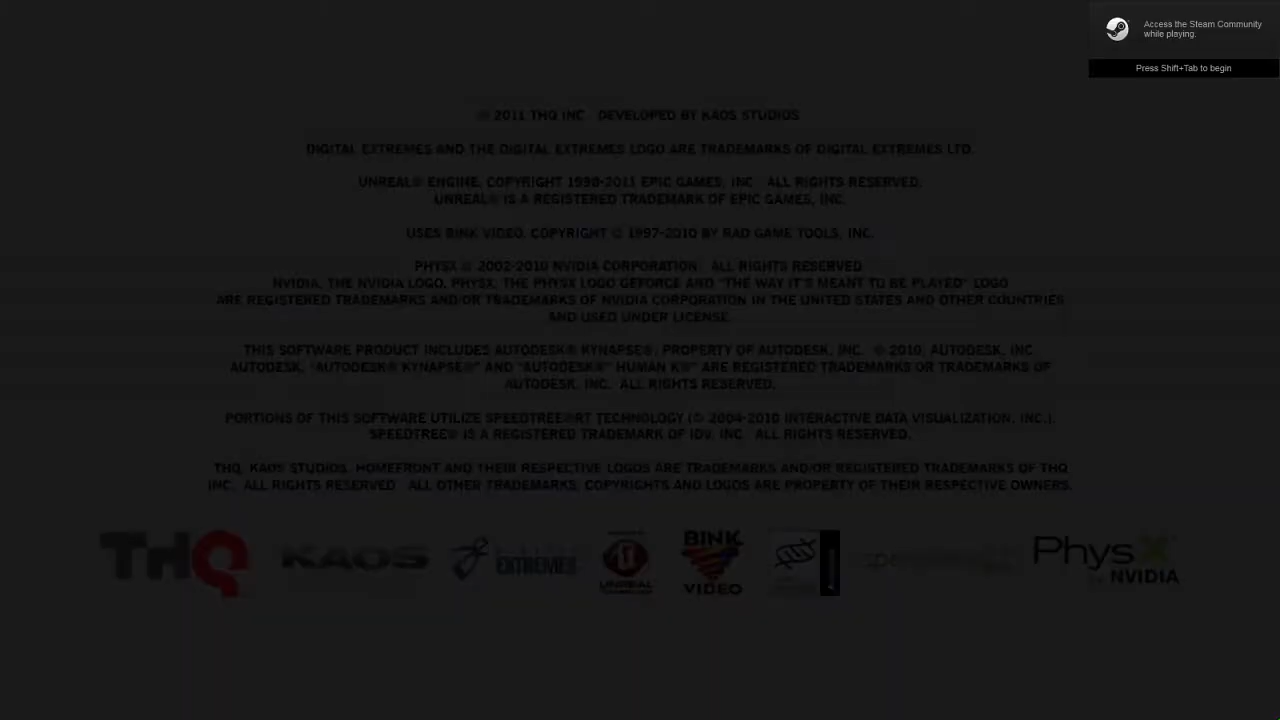 Access the Steam Community
while playing.
Press Shift+Tab to begin
© 2011 THQ INC. DEVELOPED BY KAOS STUDIOS
DIGITAL EXTREMES AND THE DIGITAL EXTREMES LOGO ARE TRADEMARKS OF DIGITAL EXTREMES LTD.
UNREAL® ENGINE, COPYRIGHT 1998-2011 EPIC GAMES, INC. ALL RIGHTS RESERVED.
UNREAL® IS A REGISTERED TRADEMARK OF EPIC GAMES, INC.
USES BINK VIDEO. COPYRIGHT © 1997-2010 BY RAD GAME TOOLS, INC.
PHYSX © 2002-2010 NVIDIA CORPORATION. ALL RIGHTS RESERVED
NVIDIA, THE NVIDIA LOGO, PHYSX, THE PHYSX LOGO GEFORCE AND "THE WAY IT'S MEANT TO BE PLAYED" LOGO
ARE REGISTERED TRADEMARKS AND/OR TRADEMARKS OF NVIDIA CORPORATION IN THE UNITED STATES AND OTHER COUNTRIES
AND USED UNDER LICENSE.
THIS SOFTWARE PRODUCT INCLUDES AUTODESK® KYNAPSE®, PROPERTY OF AUTODESK, INC. © 2010, AUTODESK, INC.
AUTODESK, "AUTODESK® KYNAPSE®" AND "AUTODESK® HUMAN IK®" ARE REGISTERED TRADEMARKS OR TRADEMARKS OF
AUTODESK, INC. ALL RIGHTS RESERVED.
PORTIONS OF THIS SOFTWARE UTILIZE SPEEDTREE®RT TECHNOLOGY (© 2004-2010 INTERACTIVE DATA VISUALIZATION, INC.).
SPEEDTREE® IS A REGISTERED TRADEMARK OF IDV, INC. ALL RIGHTS RESERVED.
THQ, KAOS STUDIOS, HOMEFRONT AND THEIR RESPECTIVE LOGOS ARE TRADEMARKS AND/OR REGISTERED TRADEMARKS OF THQ
INC. ALL RIGHTS RESERVED. ALL OTHER TRADEMARKS, COPYRIGHTS AND LOGOS ARE PROPERTY OF THEIR RESPECTIVE OWNERS.
THQ
KAOS
DIGITAL
EXTREMES
UNREAL
BINK
VIDEO
PhysX
by NVIDIA